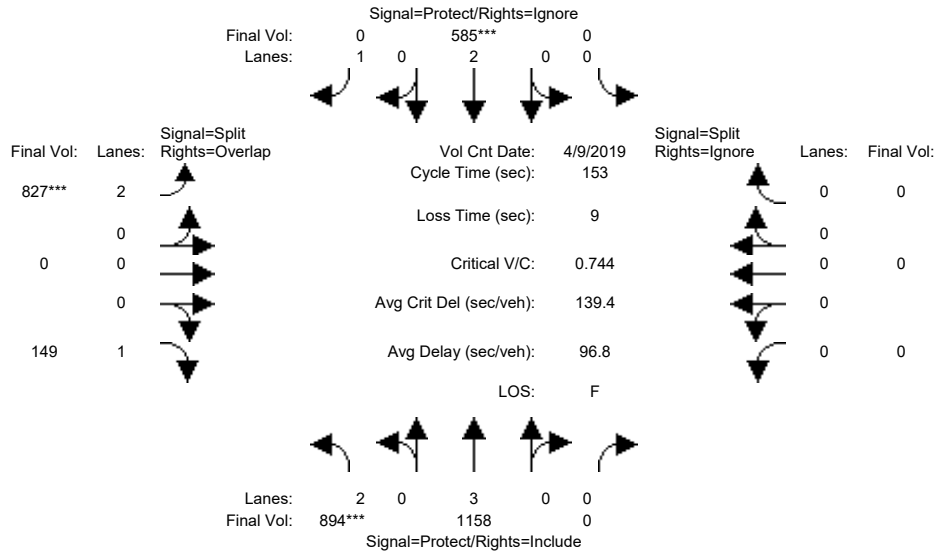 Signal=Protect/Rights=Ignore
Final Vol: 0 585*** 0
Lanes: 1 0 2 0 0
Signal=Split
Final Vol: Lanes: Rights=Overlap
Vol Cnt Date: 4/9/2019
Signal=Split
Rights=Ignore Lanes: Final Vol:
Cycle Time (sec): 153
827*** 2
0 0
Loss Time (sec): 9
0
0
0 0
Critical V/C: 0.744
0 0
0
Avg Crit Del (sec/veh): 139.4
0
149 1
Avg Delay (sec/veh): 96.8
0 0
LOS: F
Lanes: 2 0 3 0 0
Final Vol: 894*** 1158 0
Signal=Protect/Rights=Include